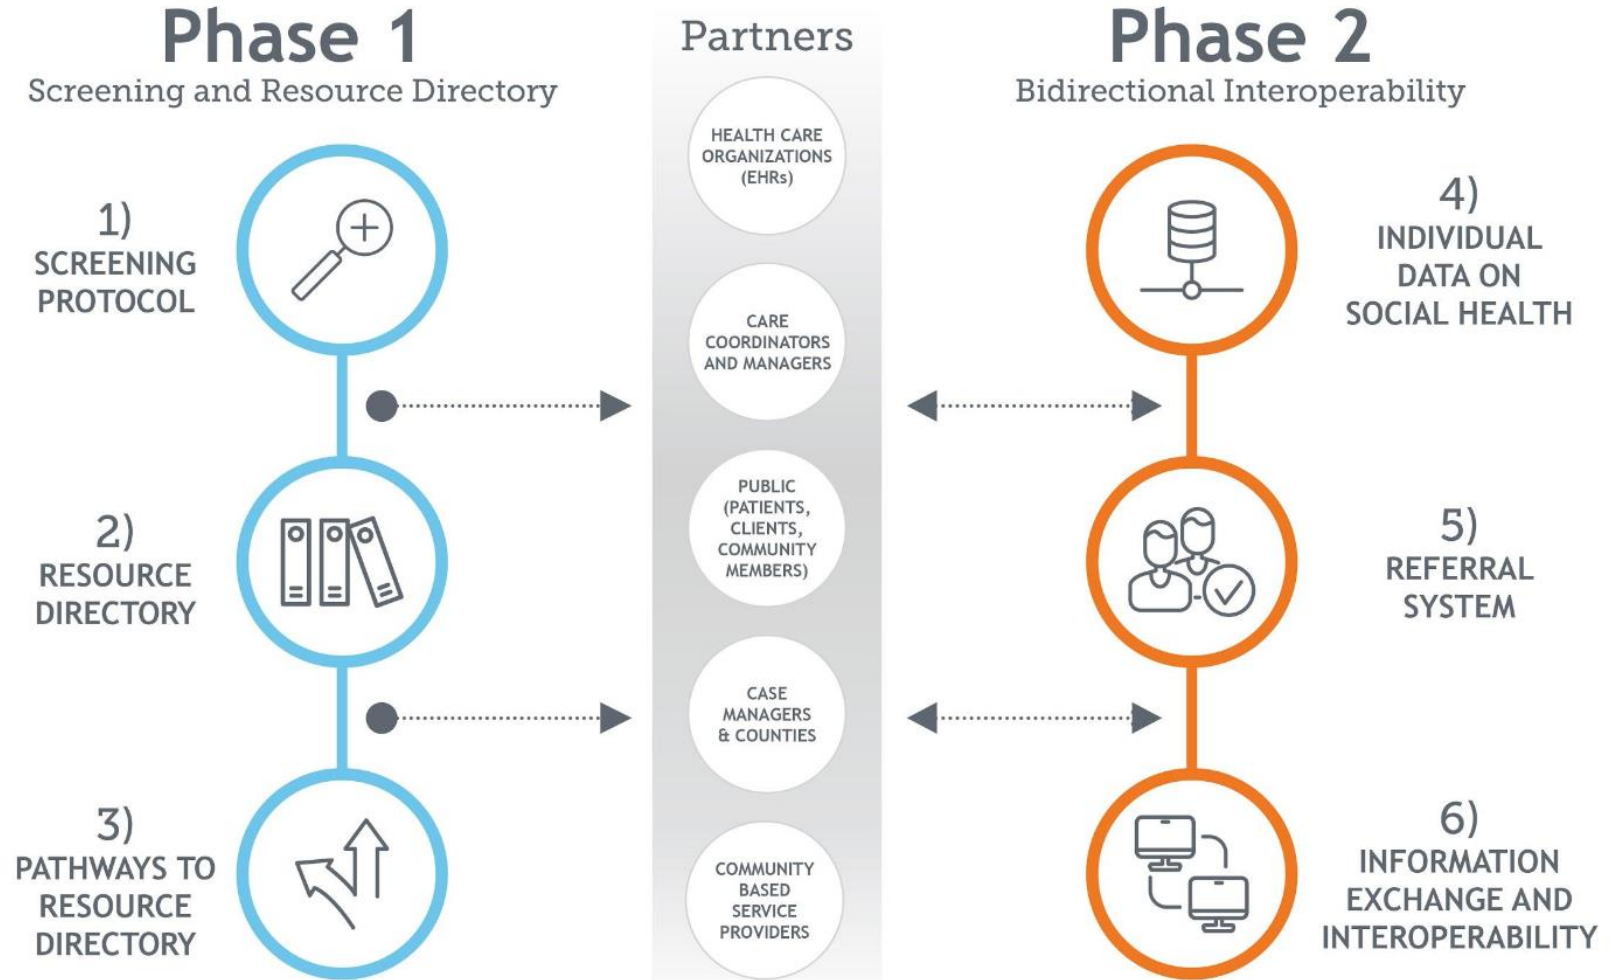 Phase 1
Screening and Resource Directory
1)
SCREENING
PROTOCOL
2)
RESOURCE
DIRECTORY
3)
PATHWAYS TO
RESOURCE
DIRECTORY
Partners
HEALTH CARE
ORGANIZATIONS
(EHRs)
CARE
COORDINATORS
AND MANAGERS
PUBLIC
(PATIENTS,
CLIENTS,
COMMUNITY
MEMBERS)
CASE
MANAGERS
& COUNTIES
COMMUNITY
BASED
SERVICE
PROVIDERS
Phase 2
Bidirectional Interoperability
4)
INDIVIDUAL
DATA ON
SOCIAL HEALTH
5)
REFERRAL
SYSTEM
6)
INFORMATION
EXCHANGE AND
INTEROPERABILITY